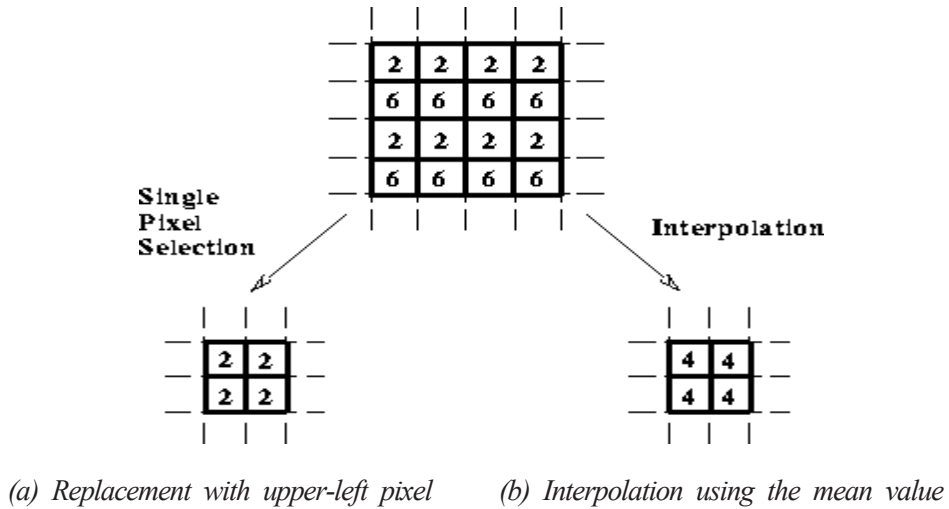 2 2 2 2
6 6 6 6
2 2 2 2
6 6 6 6
Single
Pixel
Selection
Interpolation
2 2
2 2
4 4
4 4
(a) Replacement with upper-left pixel
(b) Interpolation using the mean value